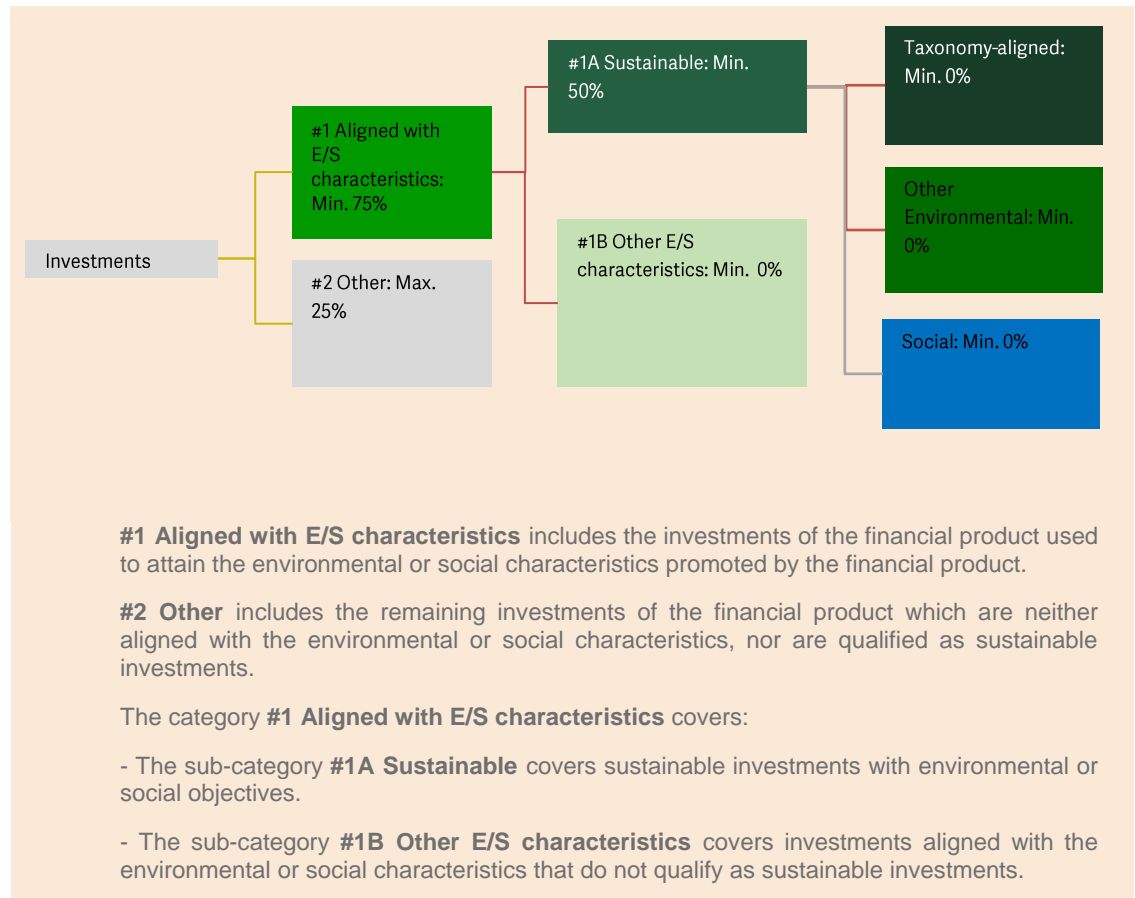 Investments
#1 Aligned with
E/S
characteristics:
Min. 75%
#2 Other: Max.
25%
#1A Sustainable: Min.
50%
#1B Other E/S
characteristics: Min. 0%
Taxonomy-aligned:
Min. 0%
Other
Environmental: Min.
0%
Social: Min. 0%
#1 Aligned with E/S characteristics includes the investments of the financial product used
to attain the environmental or social characteristics promoted by the financial product.
#2 Other includes the remaining investments of the financial product which are neither
aligned with the environmental or social characteristics, nor are qualified as sustainable
investments.
The category #1 Aligned with E/S characteristics covers:
- The sub-category #1A Sustainable covers sustainable investments with environmental or
social objectives.
- The sub-category #1B Other E/S characteristics covers investments aligned with the
environmental or social characteristics that do not qualify as sustainable investments.